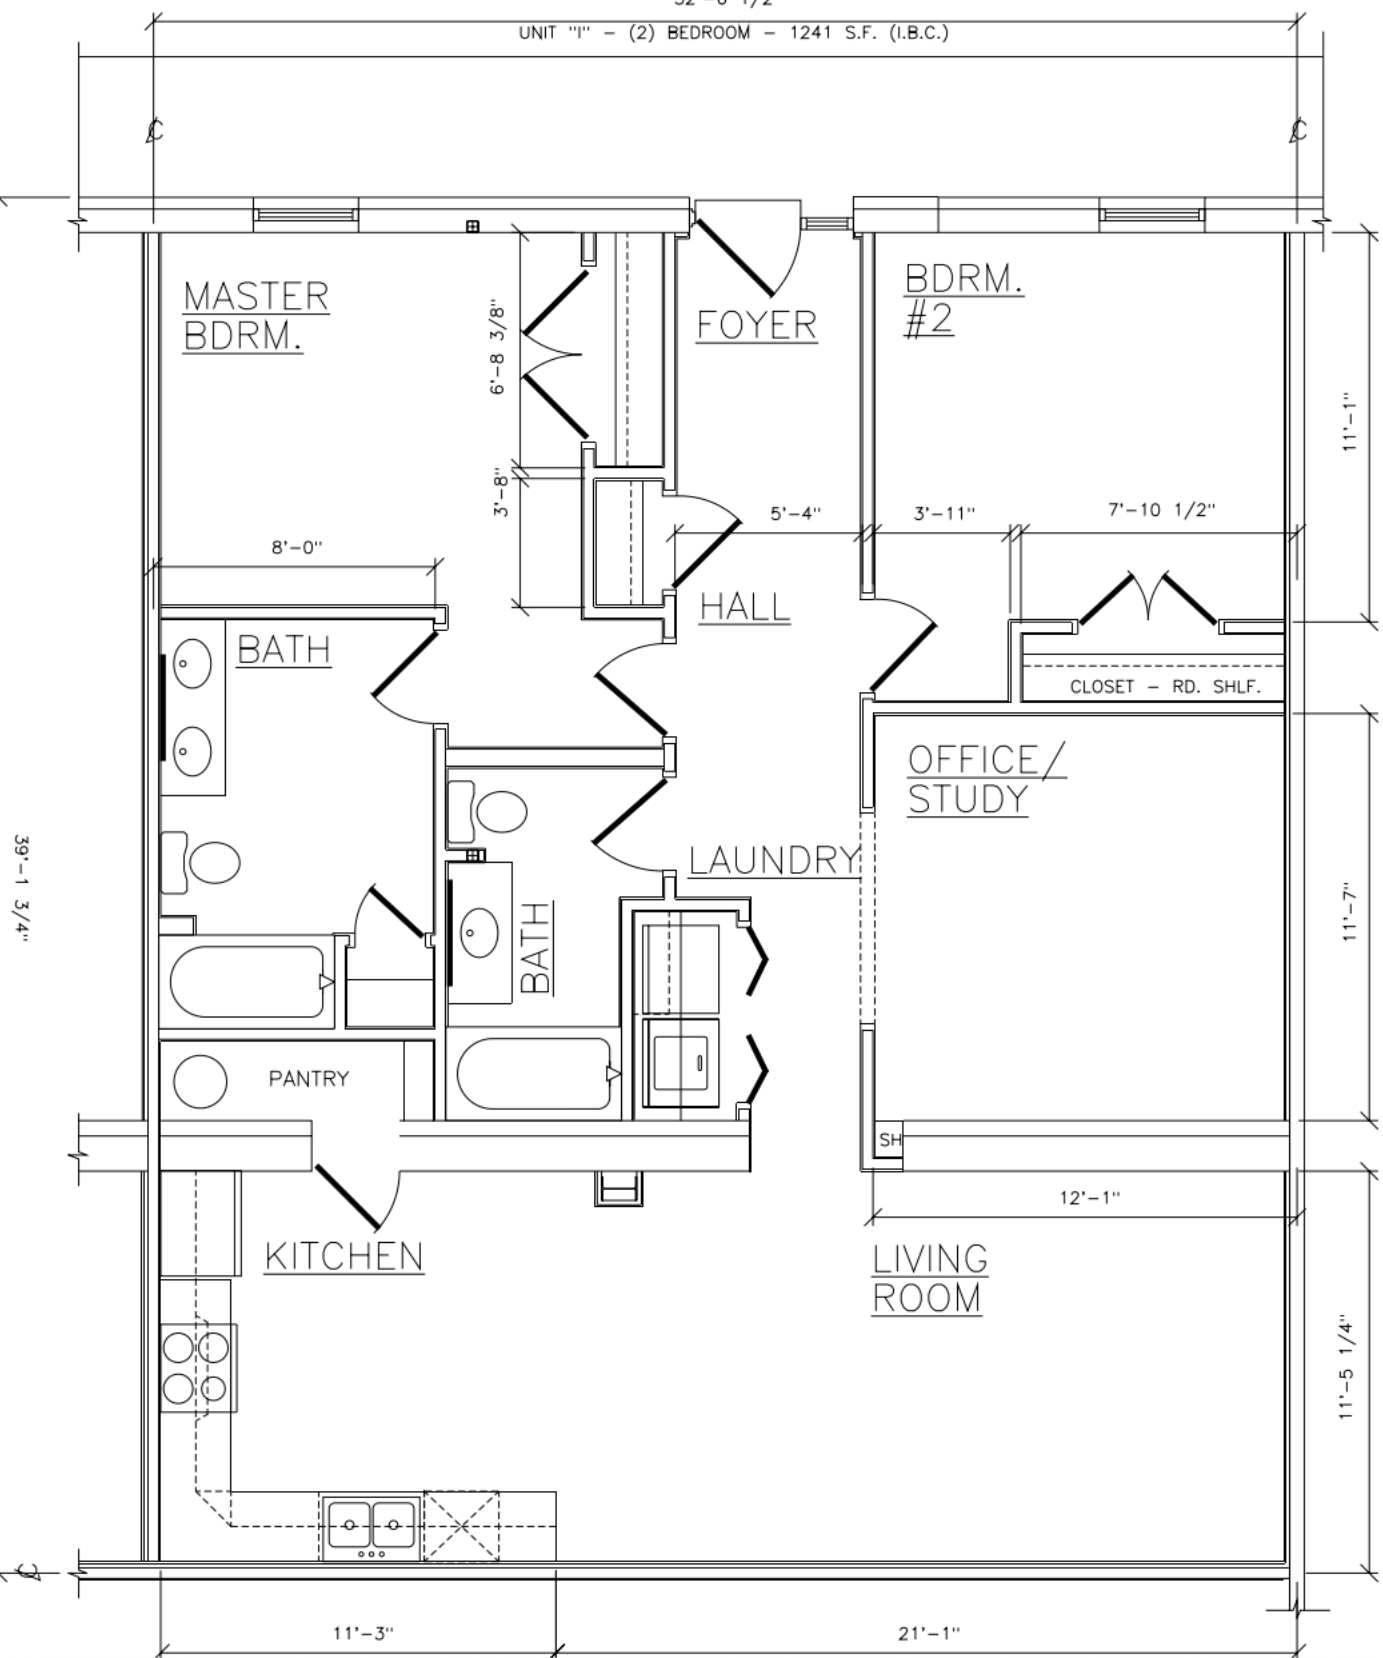 UNIT "I" – (2) BEDROOM – 1241 S.F. (I.B.C.)
MASTER
BDRM.
6'-8 3/8"
FOYER
BDRM.
#2
11'-1"
3'-8"
8'-0"
5'-4"
3'-11"
7'-10 1/2"
HALL
BATH
CLOSET – RD. SHLF.
OFFICE/
STUDY
LAUNDRY
39'-1 3/4"
BATH
11'-7"
PANTRY
SH
12'-1"
KITCHEN
LIVING
ROOM
11'-5 1/4"
11'-3"
21'-1"